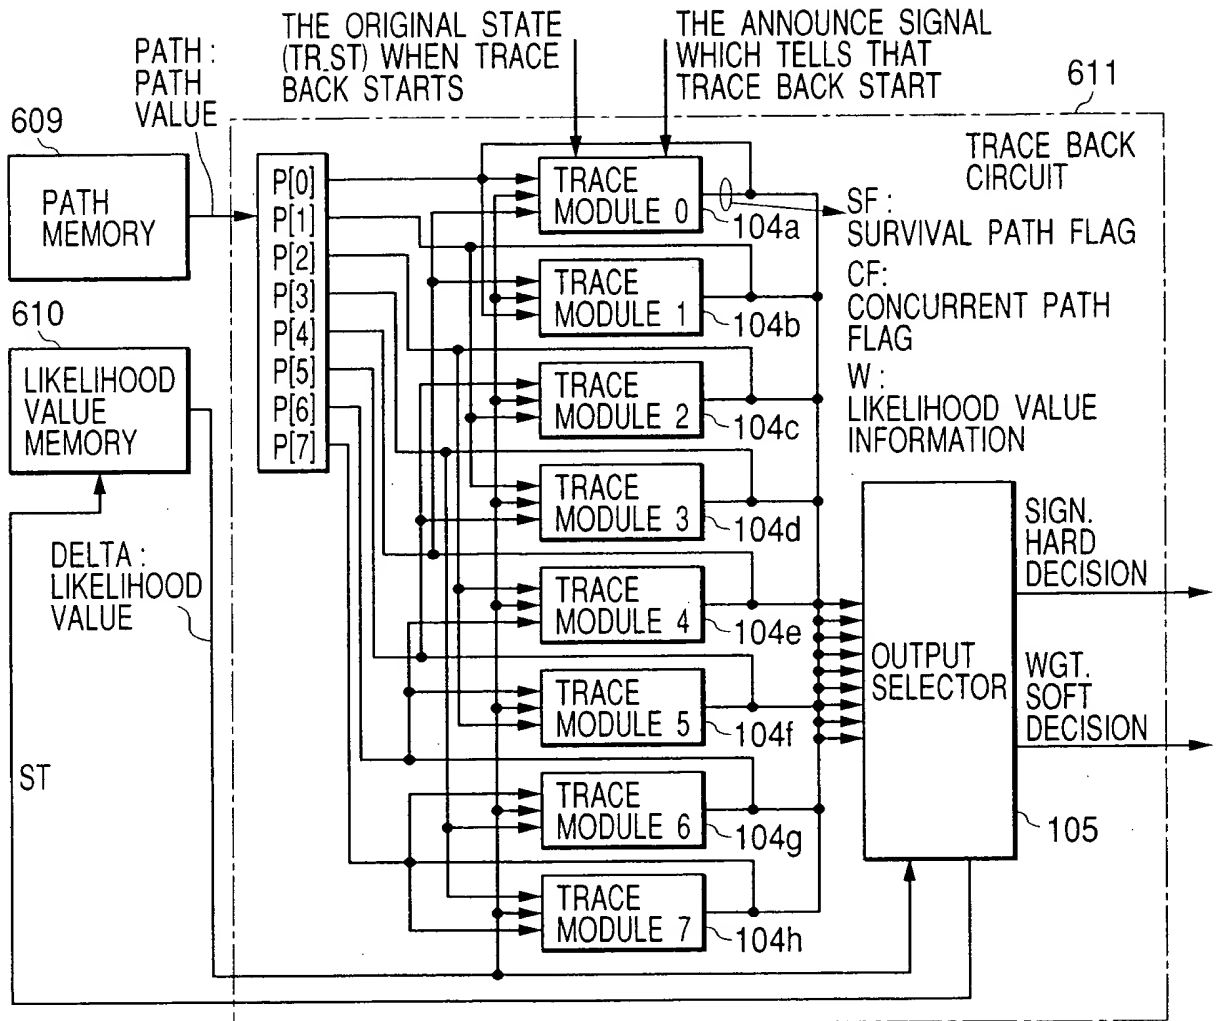 THE ORIGINAL STATE
(TR_ST) WHEN TRACE
BACK STARTS
THE ANNOUNCE SIGNAL
WHICH TELLS THAT
TRACE BACK START
PATH :
PATH
VALUE
611
609
PATH
MEMORY
TRACE BACK
CIRCUIT
P[0]
P[1]
P[2]
P[3]
P[4]
P[5]
P[6]
P[7]
TRACE
MODULE 0
104a
SF :
SURVIVAL PATH FLAG
CF:
CONCURRENT PATH
FLAG
W :
LIKELIHOOD VALUE
INFORMATION
TRACE
MODULE 1
104b
610
LIKELIHOOD
VALUE
MEMORY
TRACE
MODULE 2
104c
TRACE
MODULE 3
104d
DELTA :
LIKELIHOOD
VALUE
TRACE
MODULE 4
104e
OUTPUT
SELECTOR
SIGN.
HARD
DECISION
WGT.
SOFT
DECISION
TRACE
MODULE 5
104f
ST
TRACE
MODULE 6
104g
105
TRACE
MODULE 7
104h